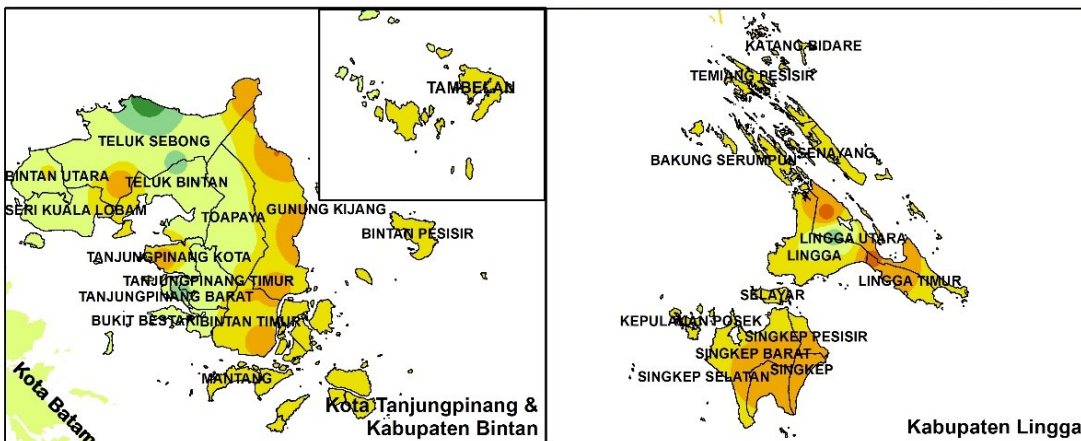 TAMBELAN
TELUK SEBONG
BINTAN UTARA
TELUK BINTAN
SERI KUALA LOBAM
TOAPAYA
GUNUNG KIJANG
BINTAN PESISIR
TANJUNGPINANG KOTA
TANJUNGPINANG TIMUR
TANJUNGPINANG BARAT
BUKIT BESTARI
BINTAN TIMUR
MANTANG
Kota Batam
Kota Tanjungpinang &
Kabupaten Bintan
KATANG BIDARE
TEMIANG PESISIR
BAKUNG SERUMPUN
SENAYANG
LINGGA UTARA
LINGGA
LINGGA TIMUR
SELAYAR
KEPULAUAN POSEK
SINGKEP PESISIR
SINGKEP BARAT
SINGKEP
SINGKEP SELATAN
Kabupaten Lingga